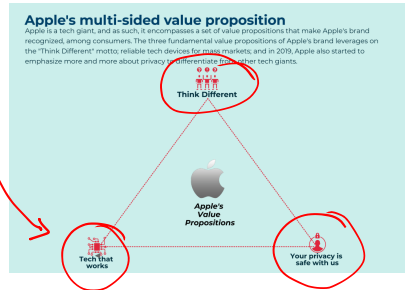 Apple's multi-sided value proposition
Apple is a tech giant, and as such, it encompasses a set of value propositions that make Apple's brand
recognized, among consumers. The three fundamental value propositions of Apple's brand leverages on
the "Think Different" motto; reliable tech devices for mass markets; and in 2019, Apple also started to
emphasize more and more about privacy to differentiate from other tech giants.
Think Different
Apple's
Value
Propositions
Tech that
works
Your privacy is
safe with us